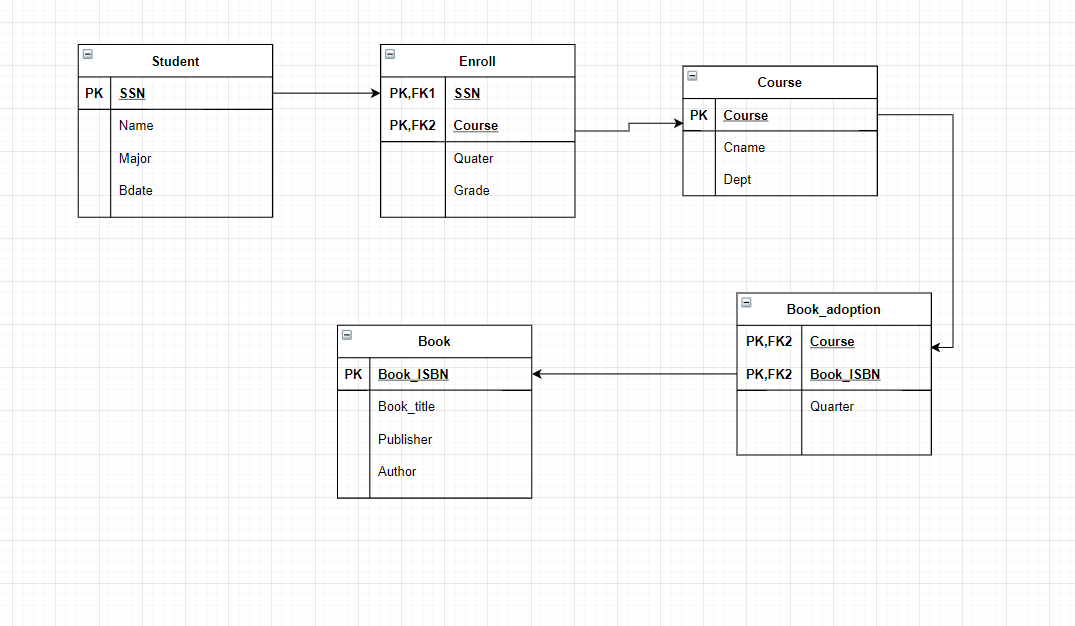 Student
PK SSN
Name
Major
Bdate
Enroll
PK,FK1 SSN
PK,FK2 Course
Quater
Grade
Course
PK Course
Cname
Dept
Book_adoption
PK,FK2 Course
PK,FK2 Book_ISBN
Quarter
Book
PK Book_ISBN
Book_title
Publisher
Author